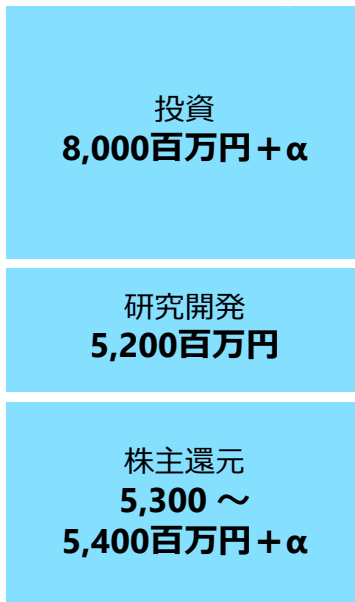 投資
8,000百万円＋α
研究開発
5,200百万円
株主還元
5,300 ～
5,400百万円＋α